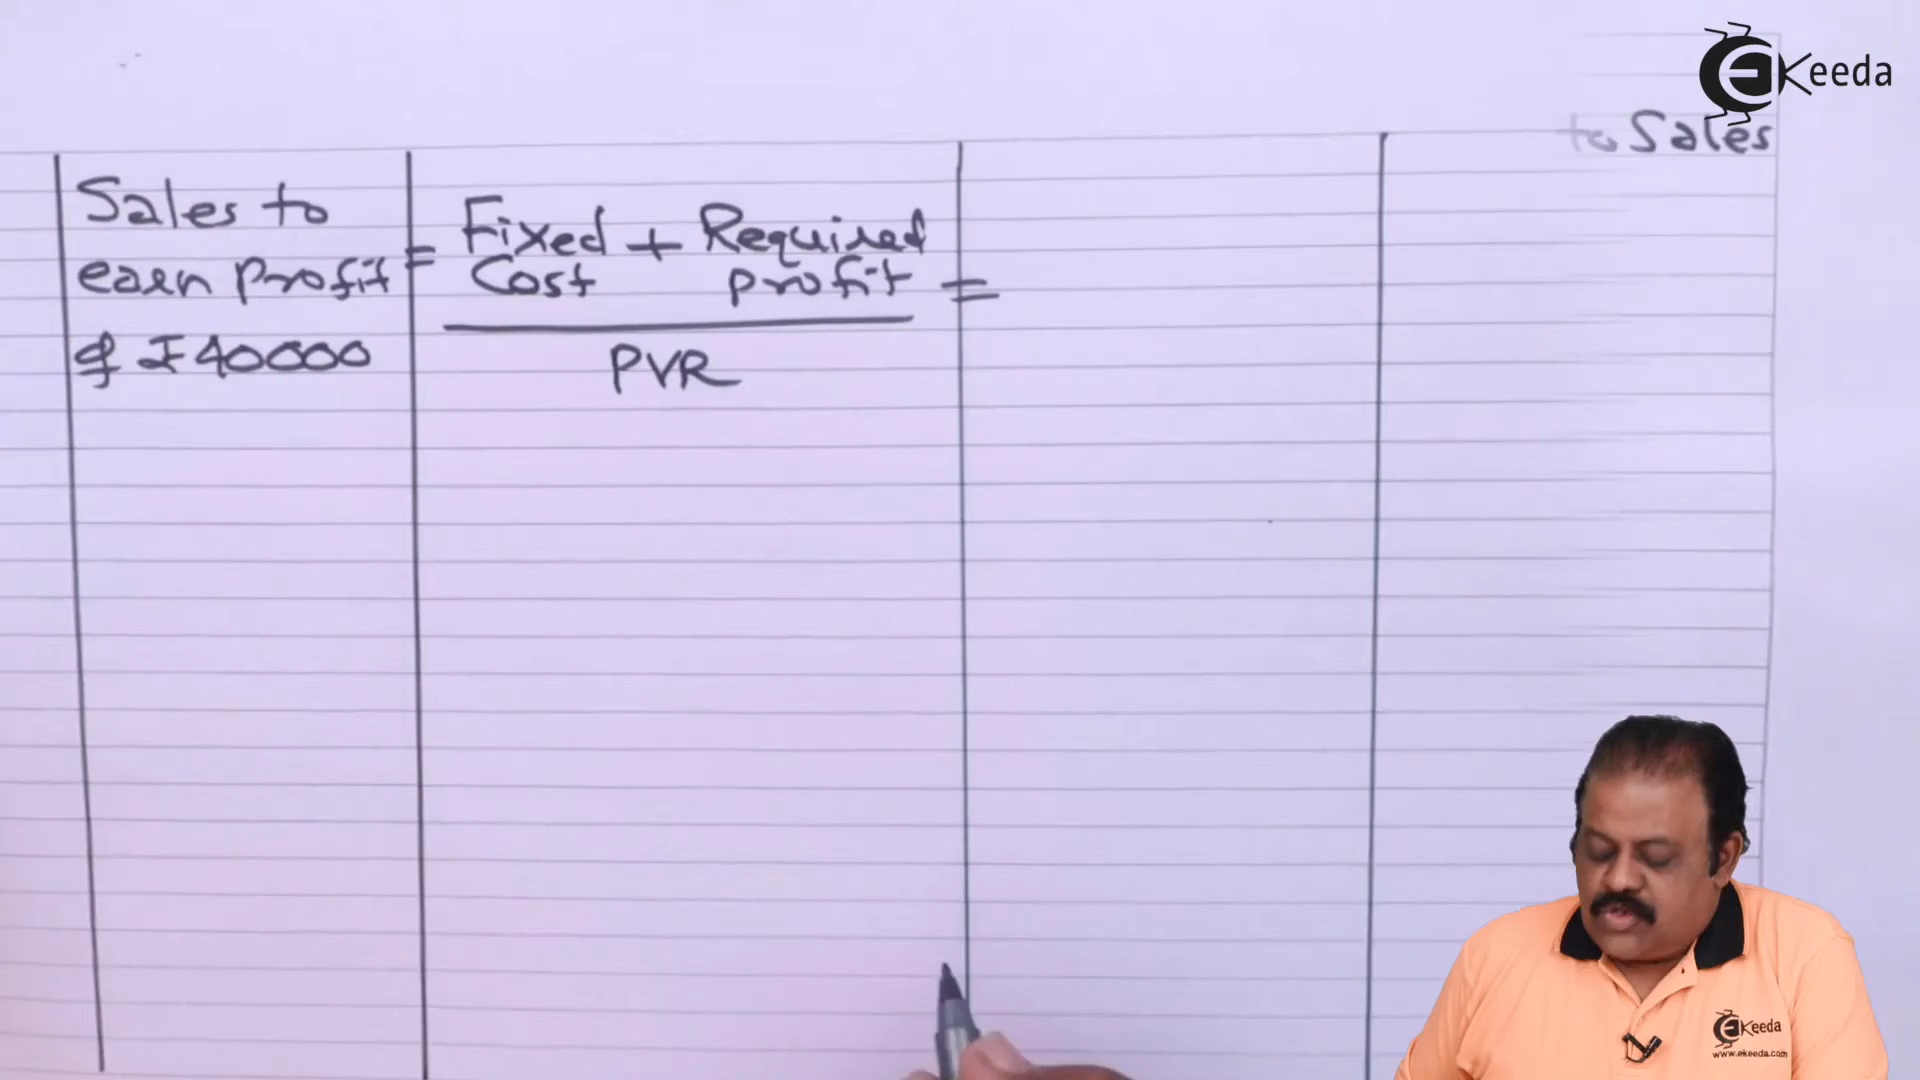 eKeeda
to Sales
Sales to
earn profit = Fixed + Required
Cost profit =
of ₹ 40000 PVR
eKeeda
www.ekeeda.com